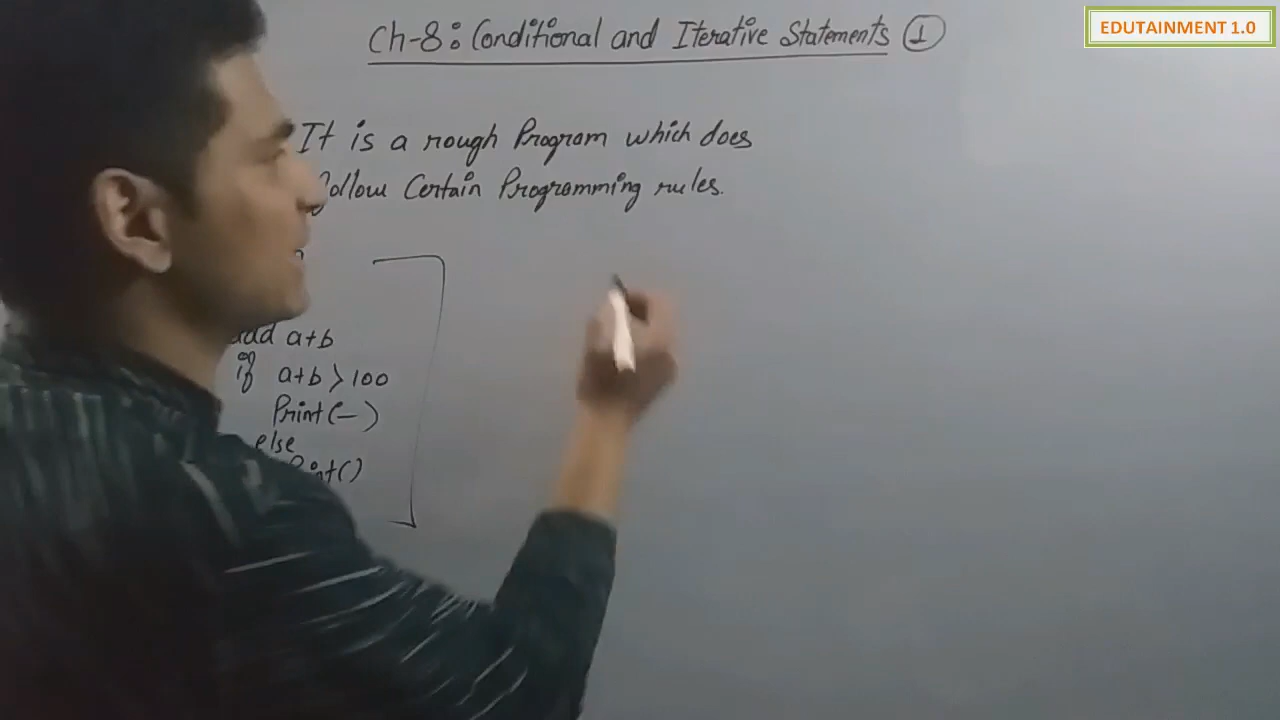 Ch-8: Conditional and Iterative Statements 1
EDUTAINMENT 1.0
It is a rough Program which does
follow Certain Programming rules.
add a+b
if a+b > 100
Print(-)
else
Print()